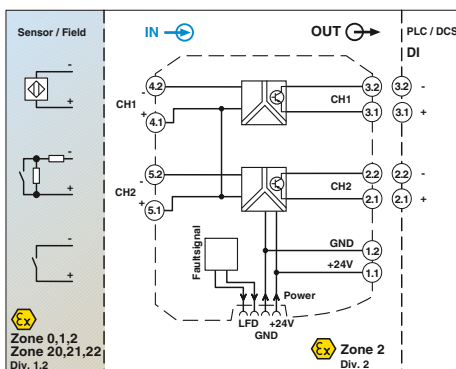 Sensor / Field
IN
OUT
PLC / DCS
DI
-
+
-
+
-
+
4.2
-
CH1
+
4.1
5.2
-
CH2
+
5.1
3.2
CH1
3.1
2.2
CH2
2.1
GND
1.2
+24V
1.1
3.2
-
3.1
+
2.2
-
2.1
+
Faultsignal
Power
LFD
+24V
GND
Ex
Zone 0,1,2
Zone 20,21,22
Div. 1,2
Ex
Zone 2
Div. 2